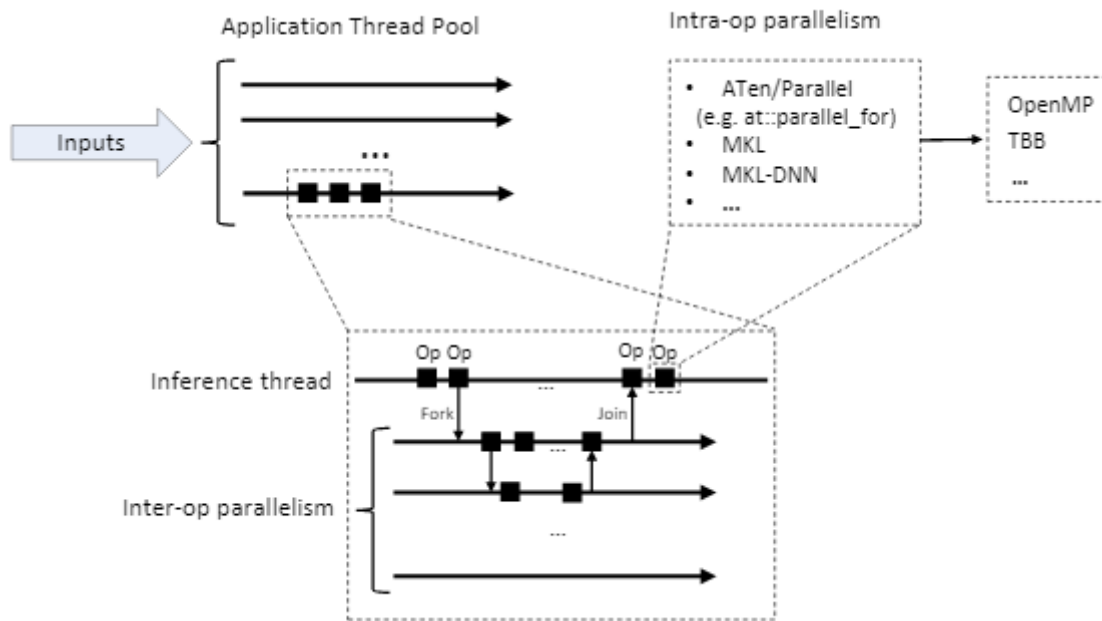 Application Thread Pool
Intra-op parallelism
Inputs
...
• ATen/Parallel
(e.g. at::parallel_for)
• MKL
• MKL-DNN
• ...
OpenMP
TBB
...
Op Op
Op Op
Inference thread
...
Fork
Join
...
Inter-op parallelism
...